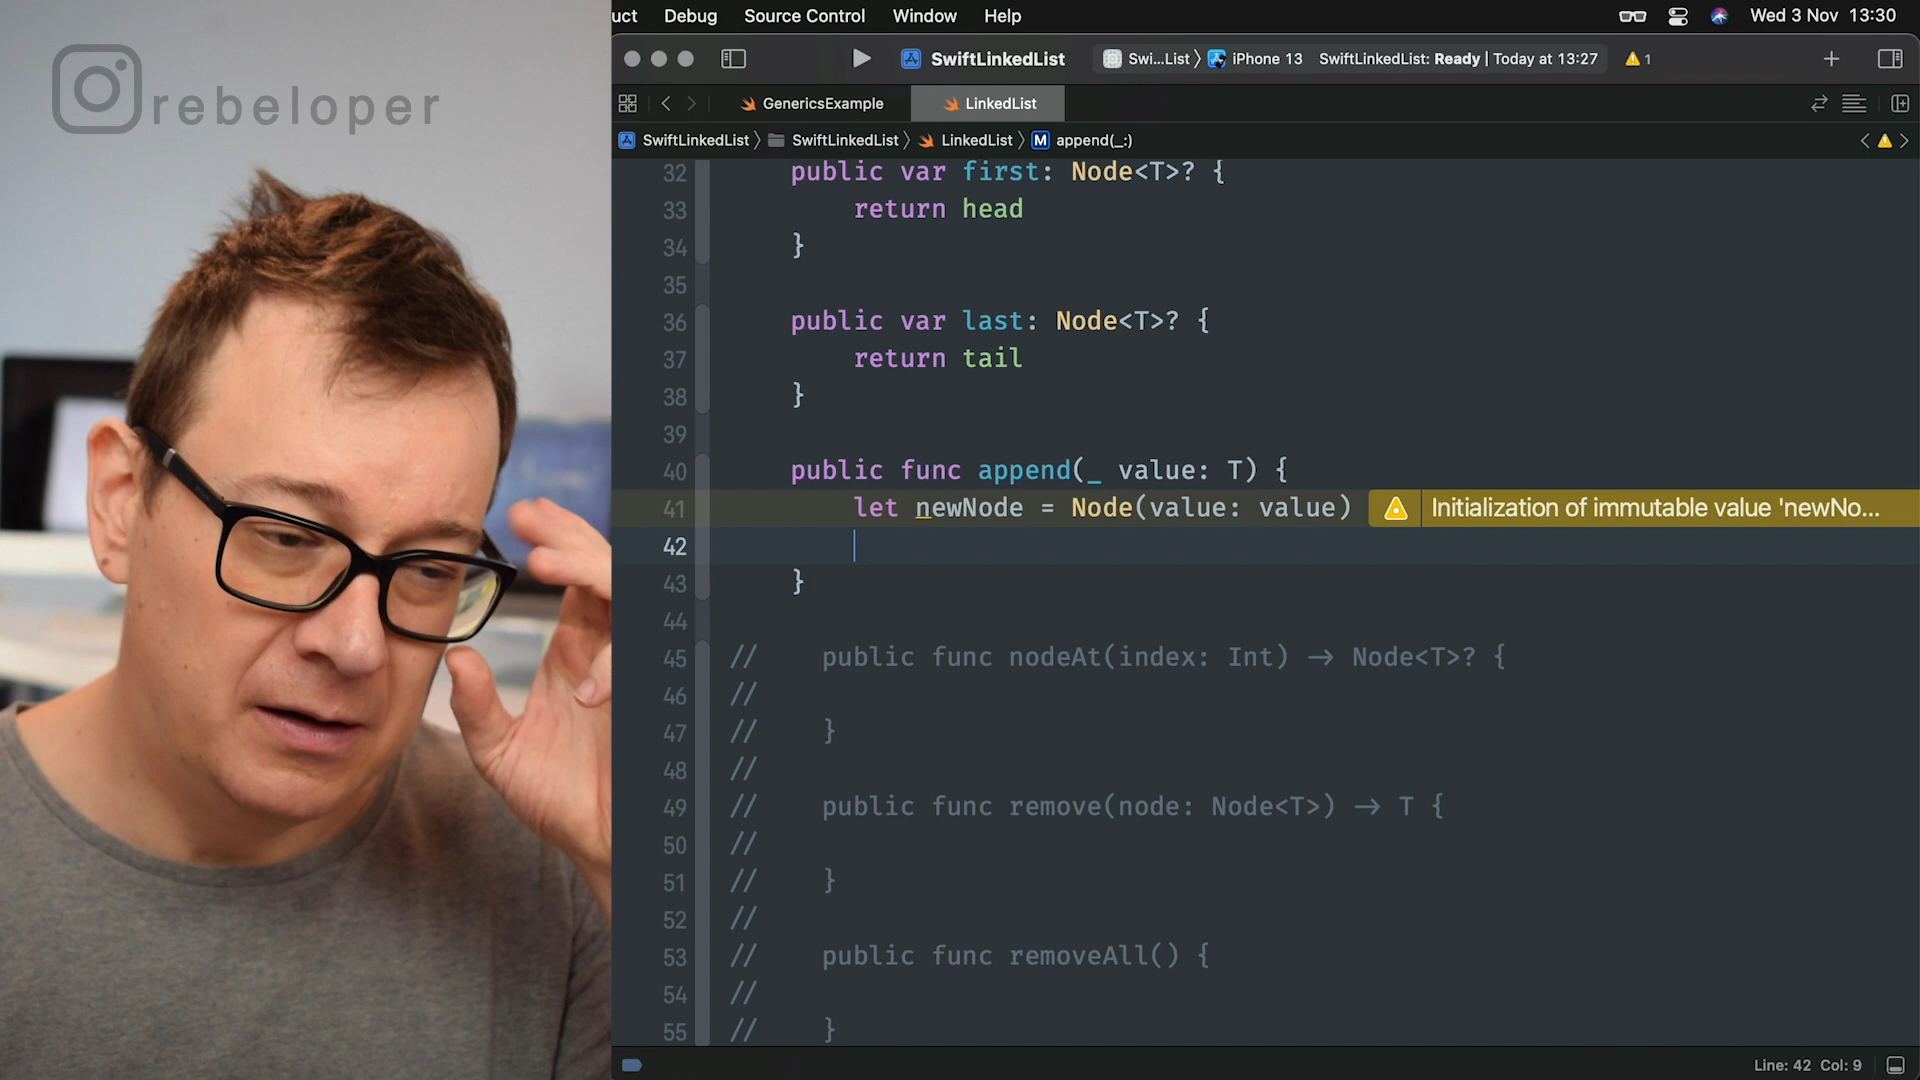 rebeloper
uct Debug Source Control Window Help Wed 3 Nov 13:30
SwiftLinkedList Swi...List iPhone 13 SwiftLinkedList: Ready | Today at 13:27 1
GenericsExample LinkedList
SwiftLinkedList SwiftLinkedList LinkedList M append(_:)
32 public var first: Node<T>? {
33 return head
34 }
35
36 public var last: Node<T>? {
37 return tail
38 }
39
40 public func append(_ value: T) {
41 let newNode = Node(value: value) Initialization of immutable value 'newNo...
42
43 }
44
45 // public func nodeAt(index: Int) → Node<T>? {
46 //
47 // }
48 //
49 // public func remove(node: Node<T>) → T {
50 //
51 // }
52 //
53 // public func removeAll() {
54 //
55 // }
Line: 42 Col: 9